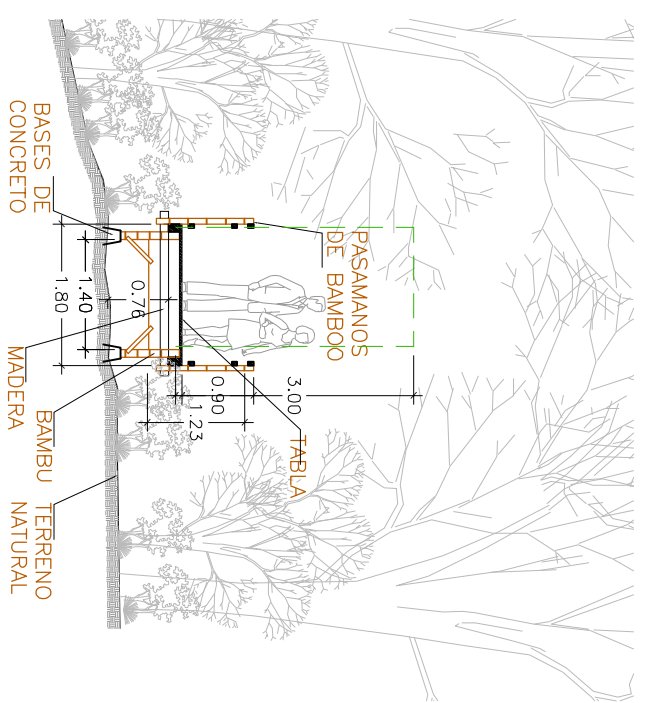 PASAMANOS
DE BAMBOO
3.00
0.90
1.23
TABLA
0.76
1.40
1.80
BASES DE
CONCRETO
MADERA
BAMBU
TERRENO
NATURAL